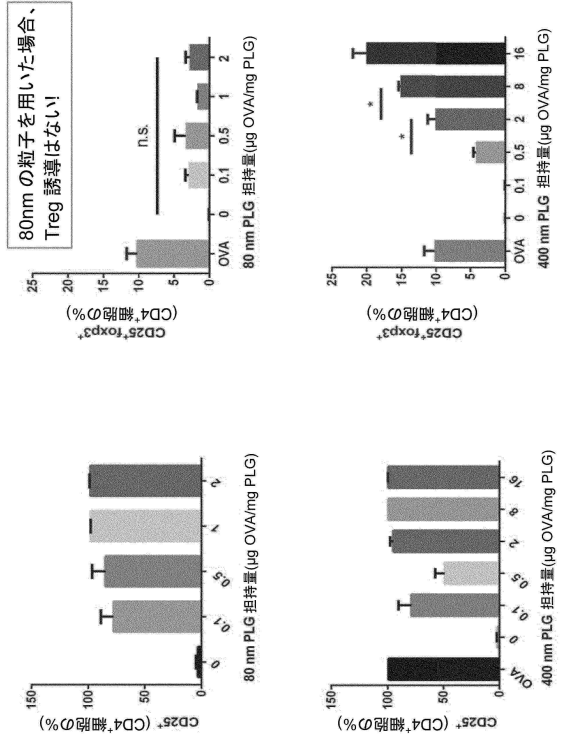 80nm の粒子を用いた場合、
Treg 誘導はない!
CD25⁺ (CD4⁺細胞の%)
150
100
50
0
0 0.1 0.5 1 2
80 nm PLG 担持量(μg OVA/mg PLG)
CD25⁺foxp3⁺
(CD4⁺細胞の%)
25
20
15
10
5
0
n.s.
OVA 0 0.1 0.5 1 2
80 nm PLG 担持量(μg OVA/mg PLG)
CD25⁺ (CD4⁺細胞の%)
150
100
50
0
OVA 0 0.1 0.5 2 8 16
400 nm PLG 担持量(μg OVA/mg PLG)
CD25⁺foxp3⁺
(CD4⁺細胞の%)
25
20
15
10
5
0
*
*
OVA 0 0.1 0.5 2 8 16
400 nm PLG 担持量(μg OVA/mg PLG)